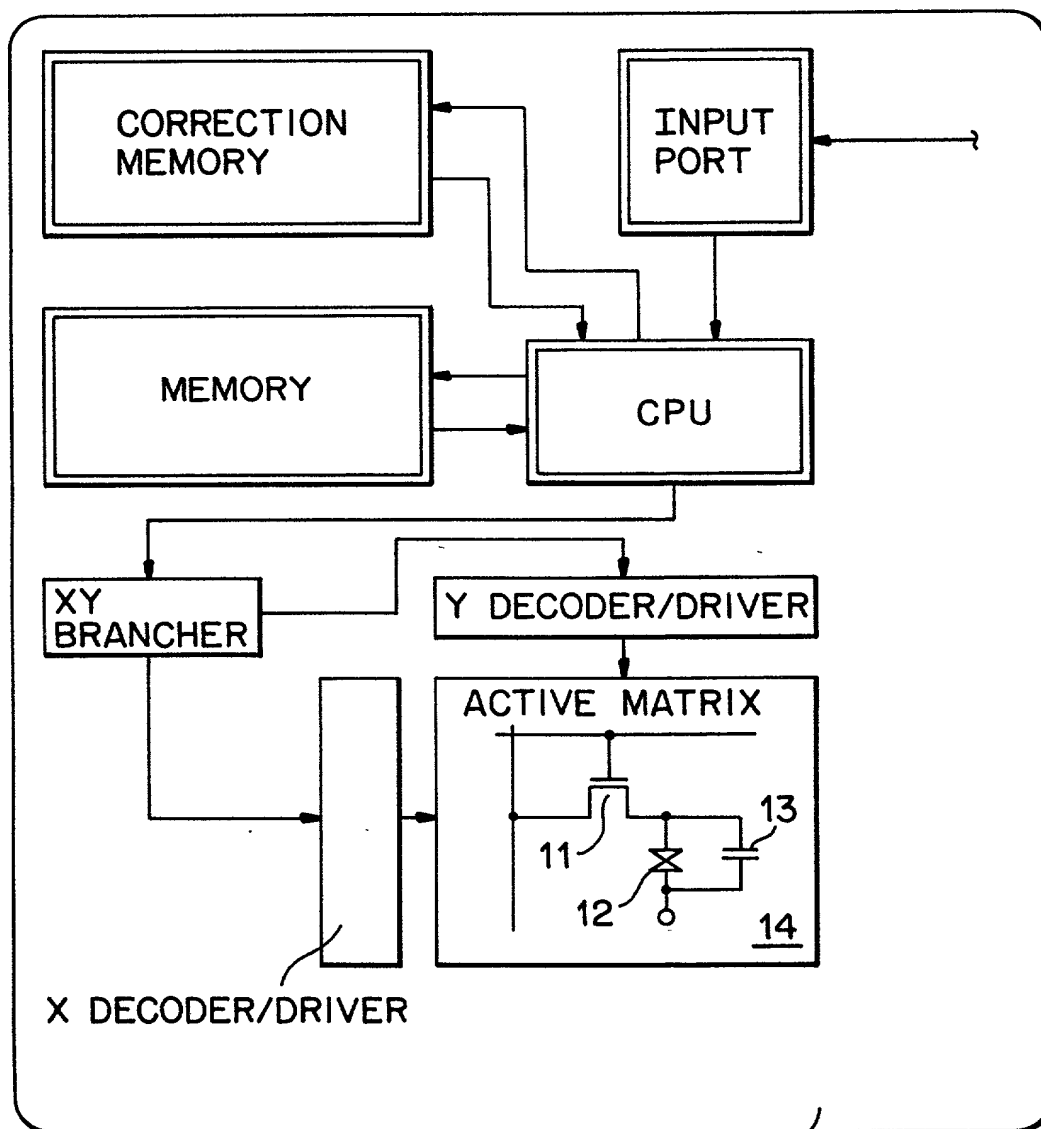 CORRECTION
MEMORY
INPUT
PORT
MEMORY
CPU
XY
BRANCHER
Y DECODER/DRIVER
ACTIVE MATRIX
11
13
12
14
X DECODER/DRIVER